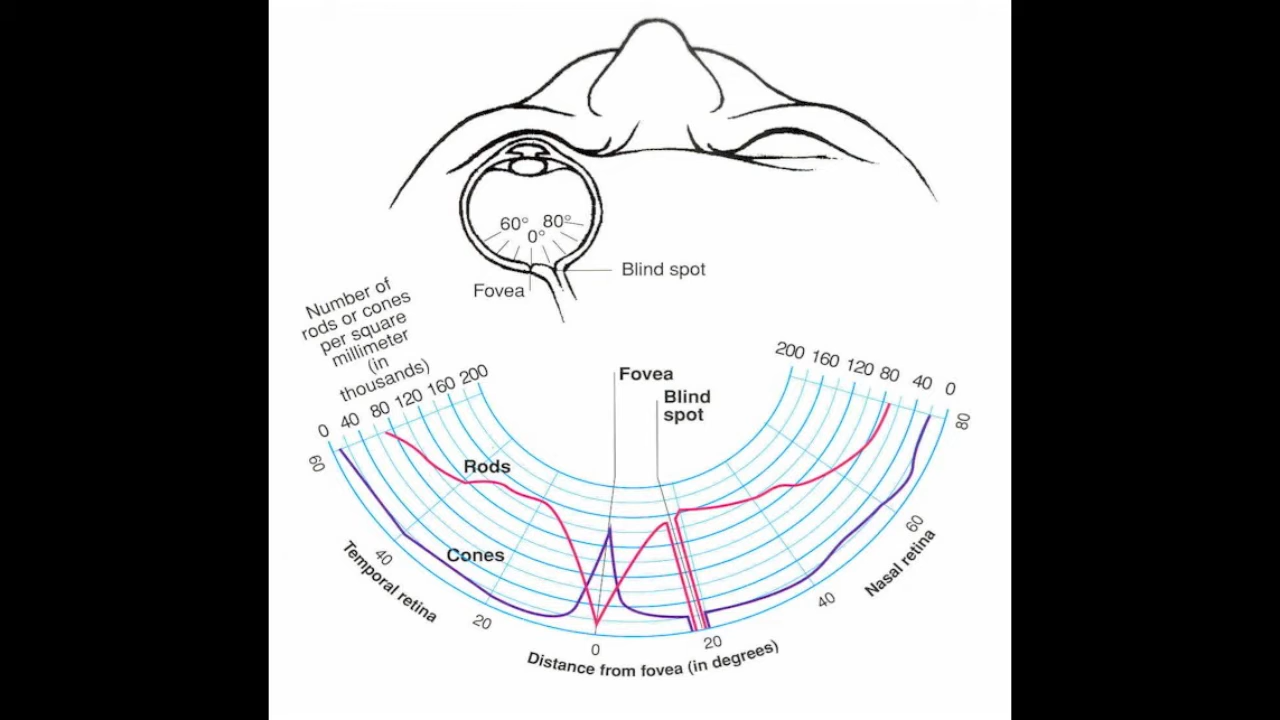 60° 80°
0°
Blind spot
Fovea
Number of
rods or cones
per square
millimeter
(in
thousands)
0 40 80 120 160 200
200 160 120 80 40 0
Fovea
Blind
spot
Rods
Cones
60
40
20
0
20
40
60
80
Temporal retina
Nasal retina
Distance from fovea (in degrees)